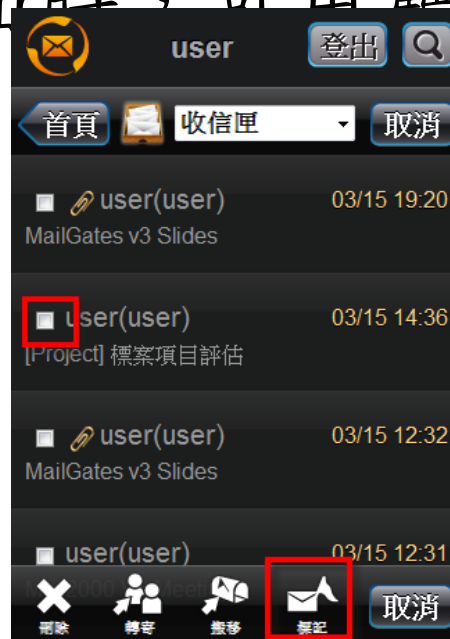 user 登出
首頁 收信匣 取消
user(user) 03/15 19:20
MailGates v3 Slides
user(user) 03/15 14:36
[Project] 標案項目評估
user(user) 03/15 12:32
MailGates v3 Slides
user(user) 03/15 12:31
刪除 轉寄 搬移 標記 取消